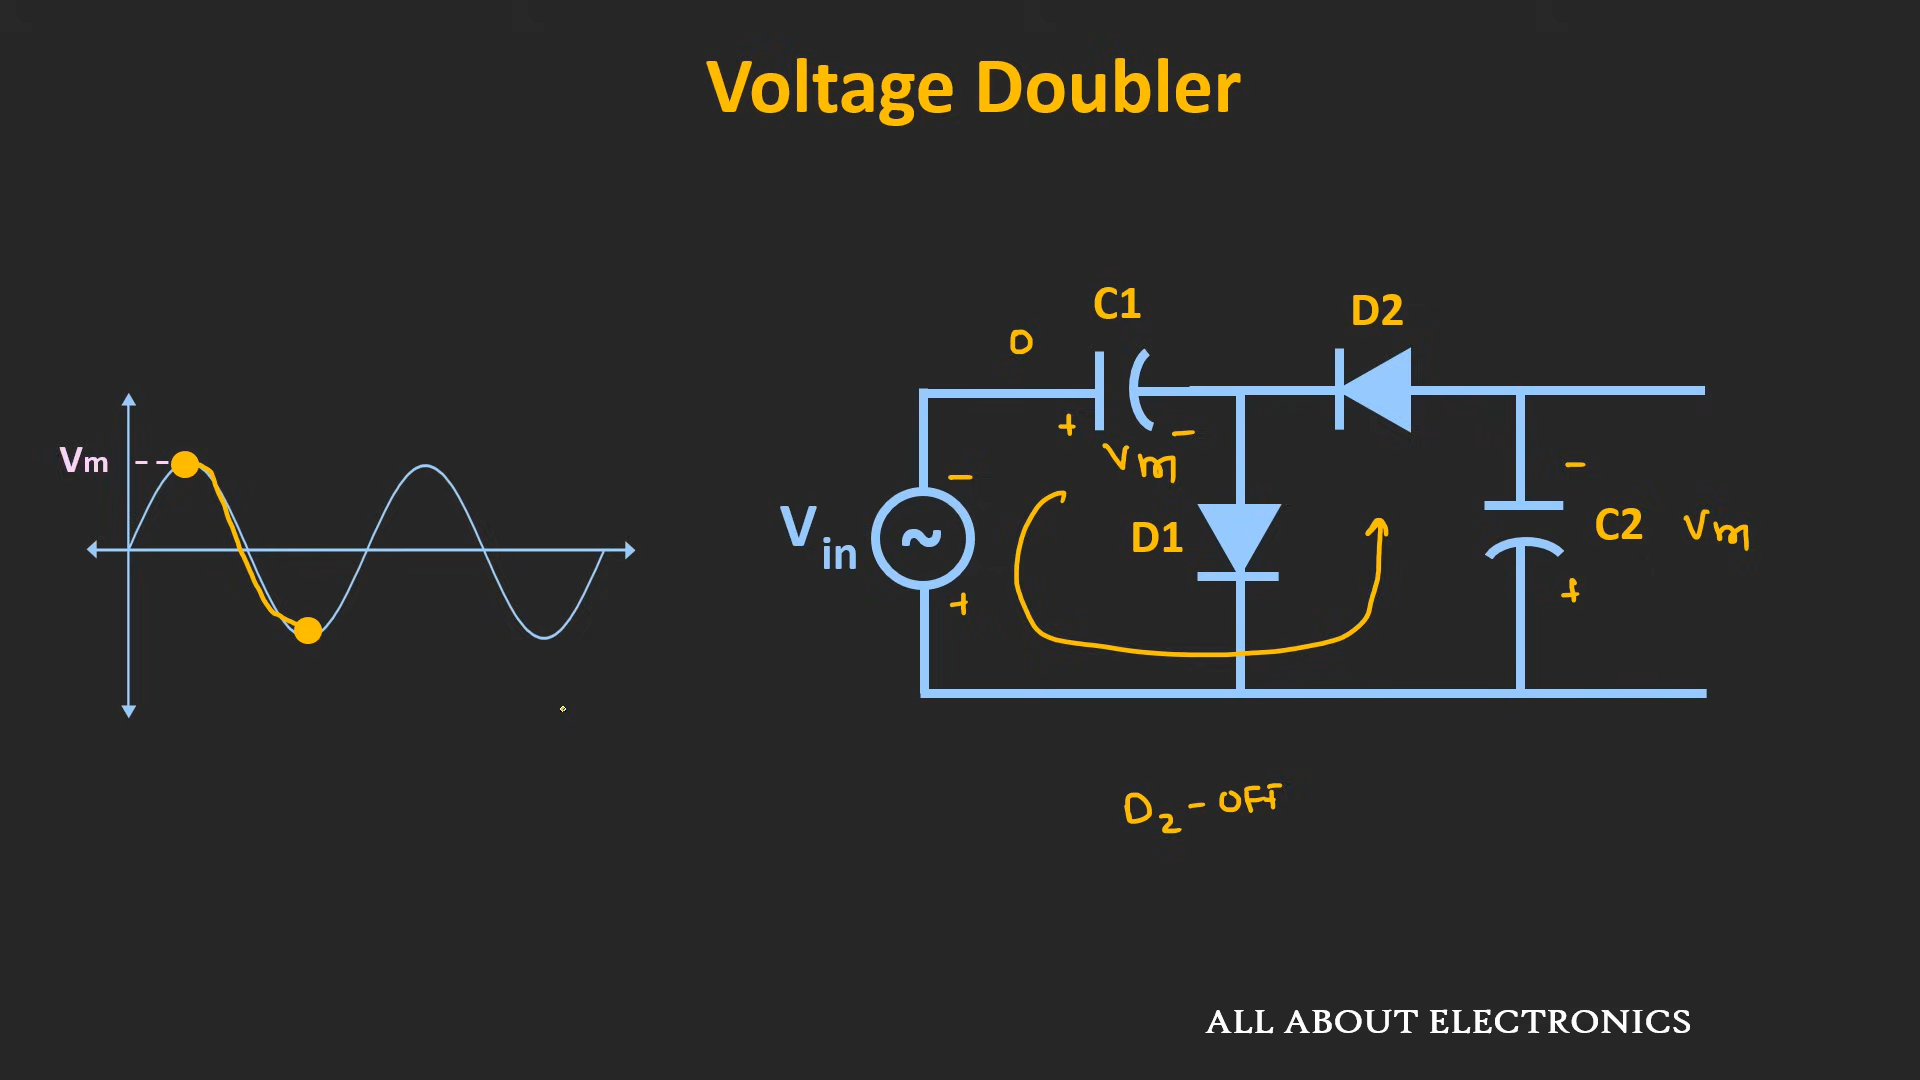 Voltage Doubler
C1
D2
0
+
Vm
-
Vm
-
-
Vin
D1
C2
Vm
+
+
D2 - OFF
ALL ABOUT ELECTRONICS